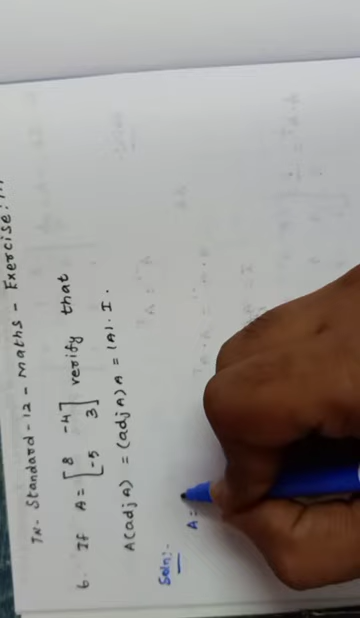 TN- Standard - 12 - Maths - Exercise:
6. If A = [8 -4 -5 3] verify that
A(adj A) = (adj A) A = |A|. I.
Soln:-
A =